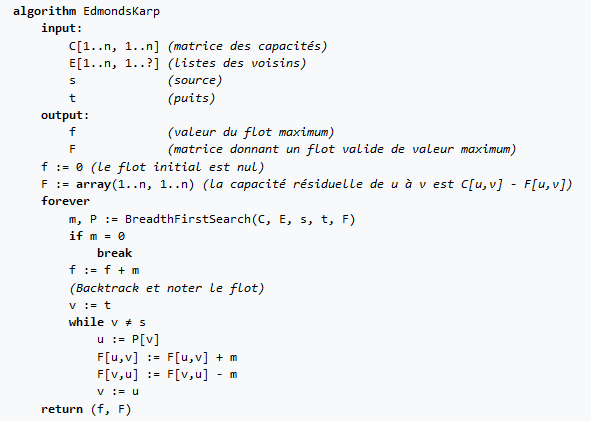 algorithm EdmondsKarp
    input:
        C[1..n, 1..n] (matrice des capacités)
        E[1..n, 1..?] (listes des voisins)
        s             (source)
        t             (puits)
    output:
        f             (valeur du flot maximum)
        F             (matrice donnant un flot valide de valeur maximum)
    f := 0 (le flot initial est nul)
    F := array(1..n, 1..n) (la capacité résiduelle de u à v est C[u,v] - F[u,v])
    forever
        m, P := BreadthFirstSearch(C, E, s, t, F)
        if m = 0
            break
        f := f + m
        (Backtrack et noter le flot)
        v := t
        while v ≠ s
            u := P[v]
            F[u,v] := F[u,v] + m
            F[v,u] := F[v,u] - m
            v := u
    return (f, F)